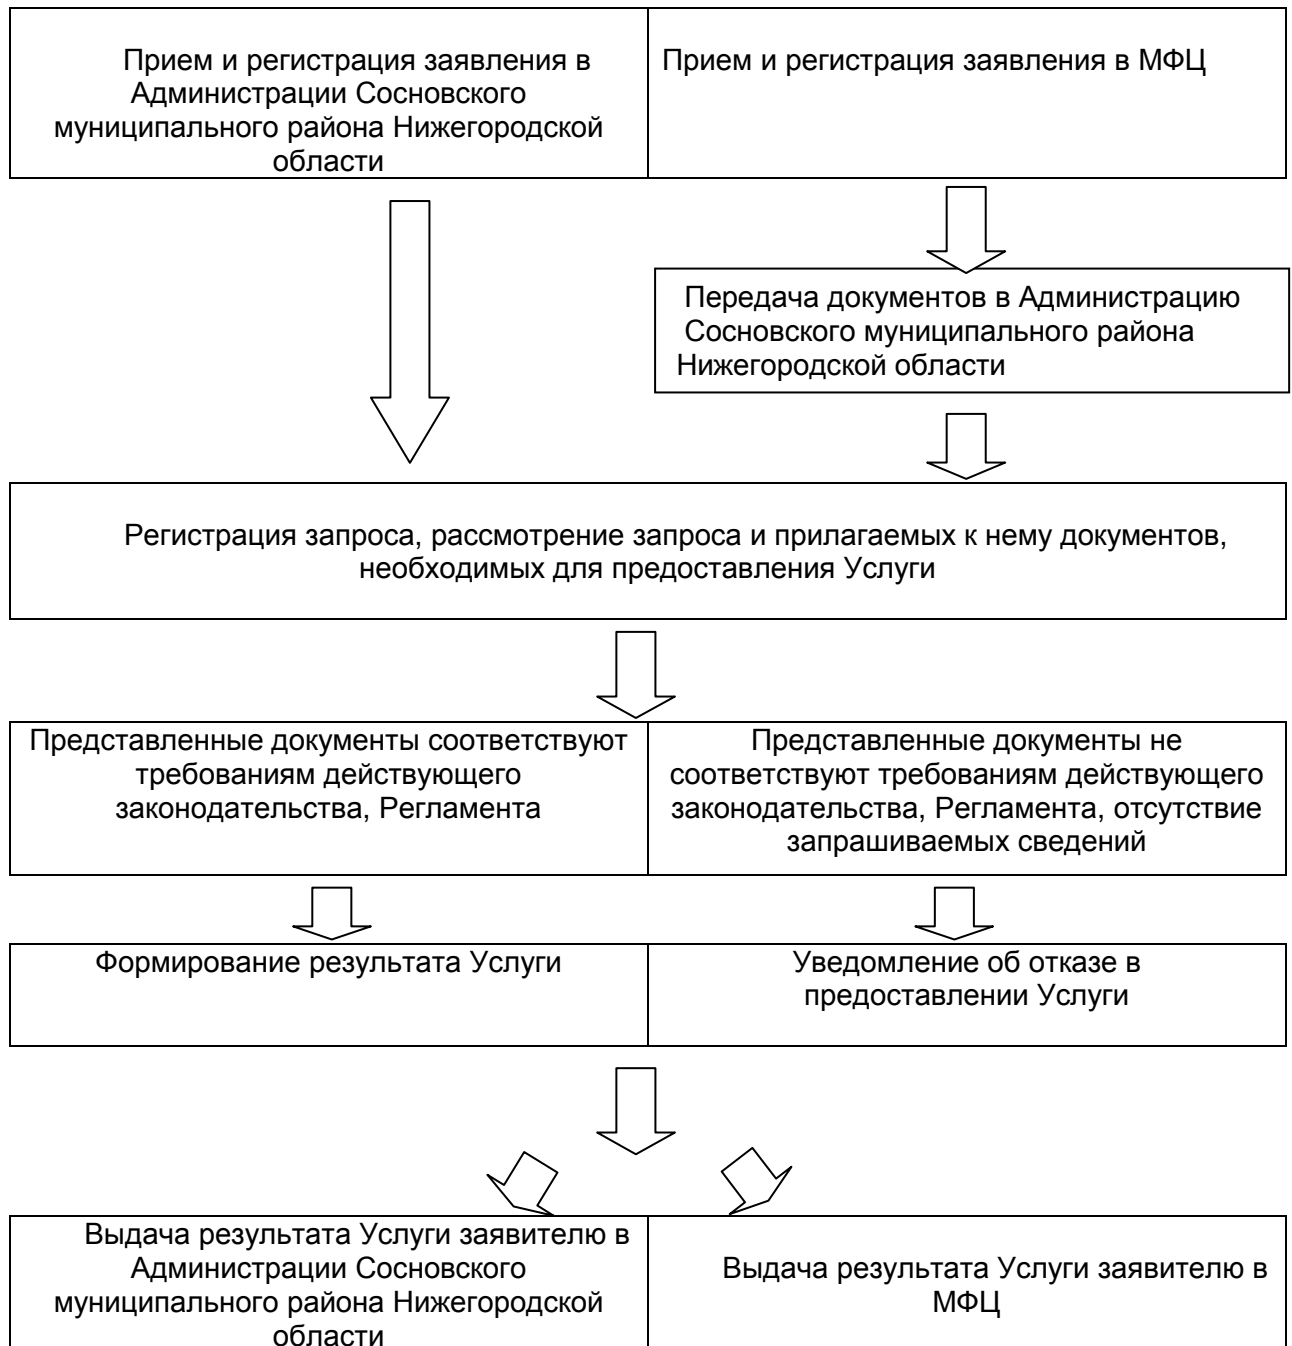 Прием и регистрация заявления в
Администрации Сосновского
муниципального района Нижегородской
области
Прием и регистрация заявления в МФЦ
Передача документов в Администрацию
Сосновского муниципального района
Нижегородской области
Регистрация запроса, рассмотрение запроса и прилагаемых к нему документов,
необходимых для предоставления Услуги
Представленные документы соответствуют
требованиям действующего
законодательства, Регламента
Представленные документы не
соответствуют требованиям действующего
законодательства, Регламента, отсутствие
запрашиваемых сведений
Формирование результата Услуги
Уведомление об отказе в
предоставлении Услуги
Выдача результата Услуги заявителю в
Администрации Сосновского
муниципального района Нижегородской
области
Выдача результата Услуги заявителю в
МФЦ